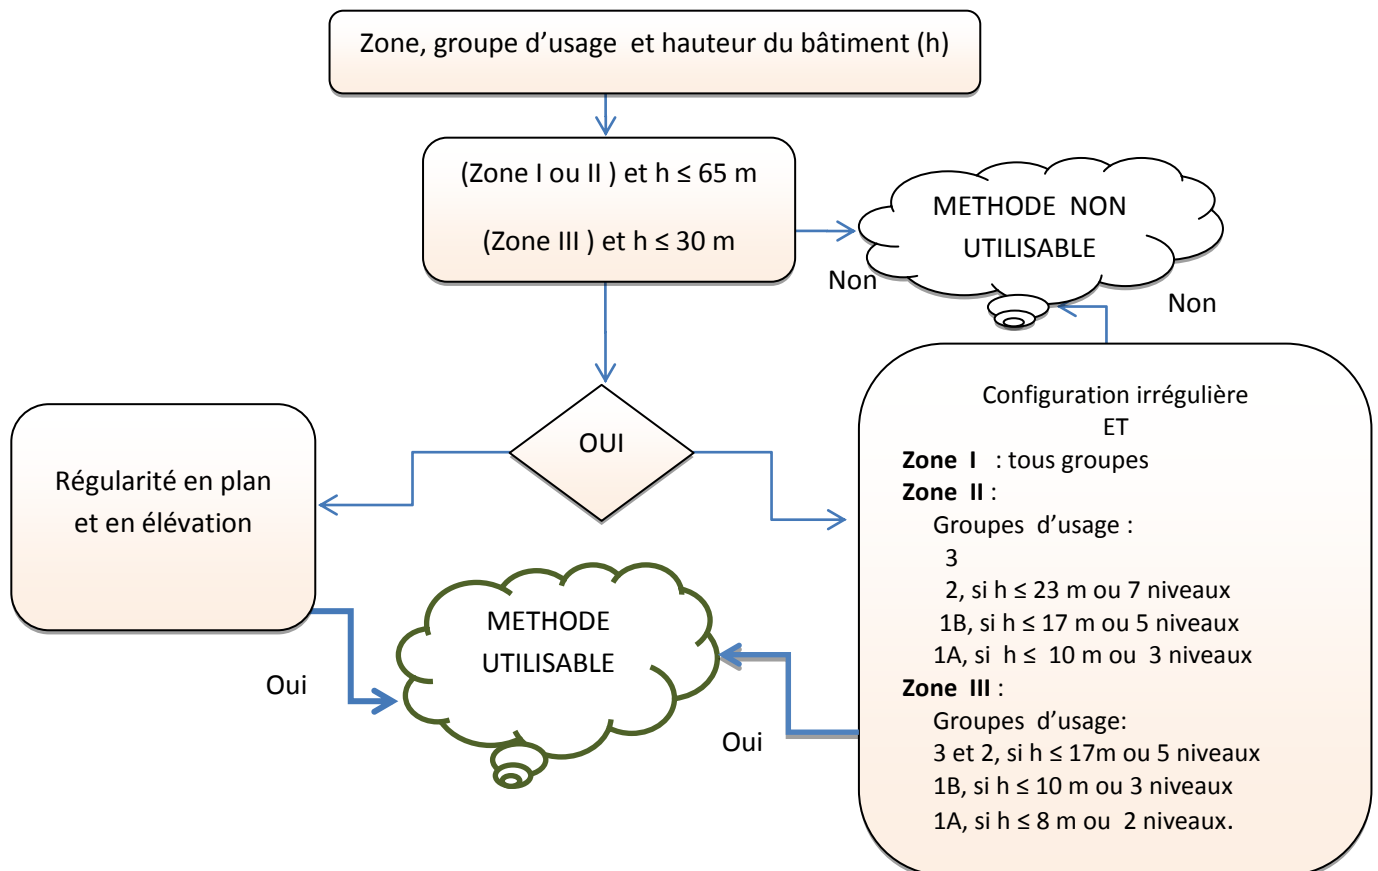 Zone, groupe d’usage et hauteur du bâtiment (h)
(Zone I ou II ) et h ≤ 65 m
(Zone III ) et h ≤ 30 m
METHODE NON
UTILISABLE
Non
Non
OUI
Régularité en plan
et en élévation
Configuration irrégulière
ET
Zone I : tous groupes
Zone II :
Groupes d’usage :
3
2, si h ≤ 23 m ou 7 niveaux
1B, si h ≤ 17 m ou 5 niveaux
1A, si h ≤ 10 m ou 3 niveaux
Zone III :
Groupes d’usage:
3 et 2, si h ≤ 17m ou 5 niveaux
1B, si h ≤ 10 m ou 3 niveaux
1A, si h ≤ 8 m ou 2 niveaux.
METHODE
UTILISABLE
Oui
Oui